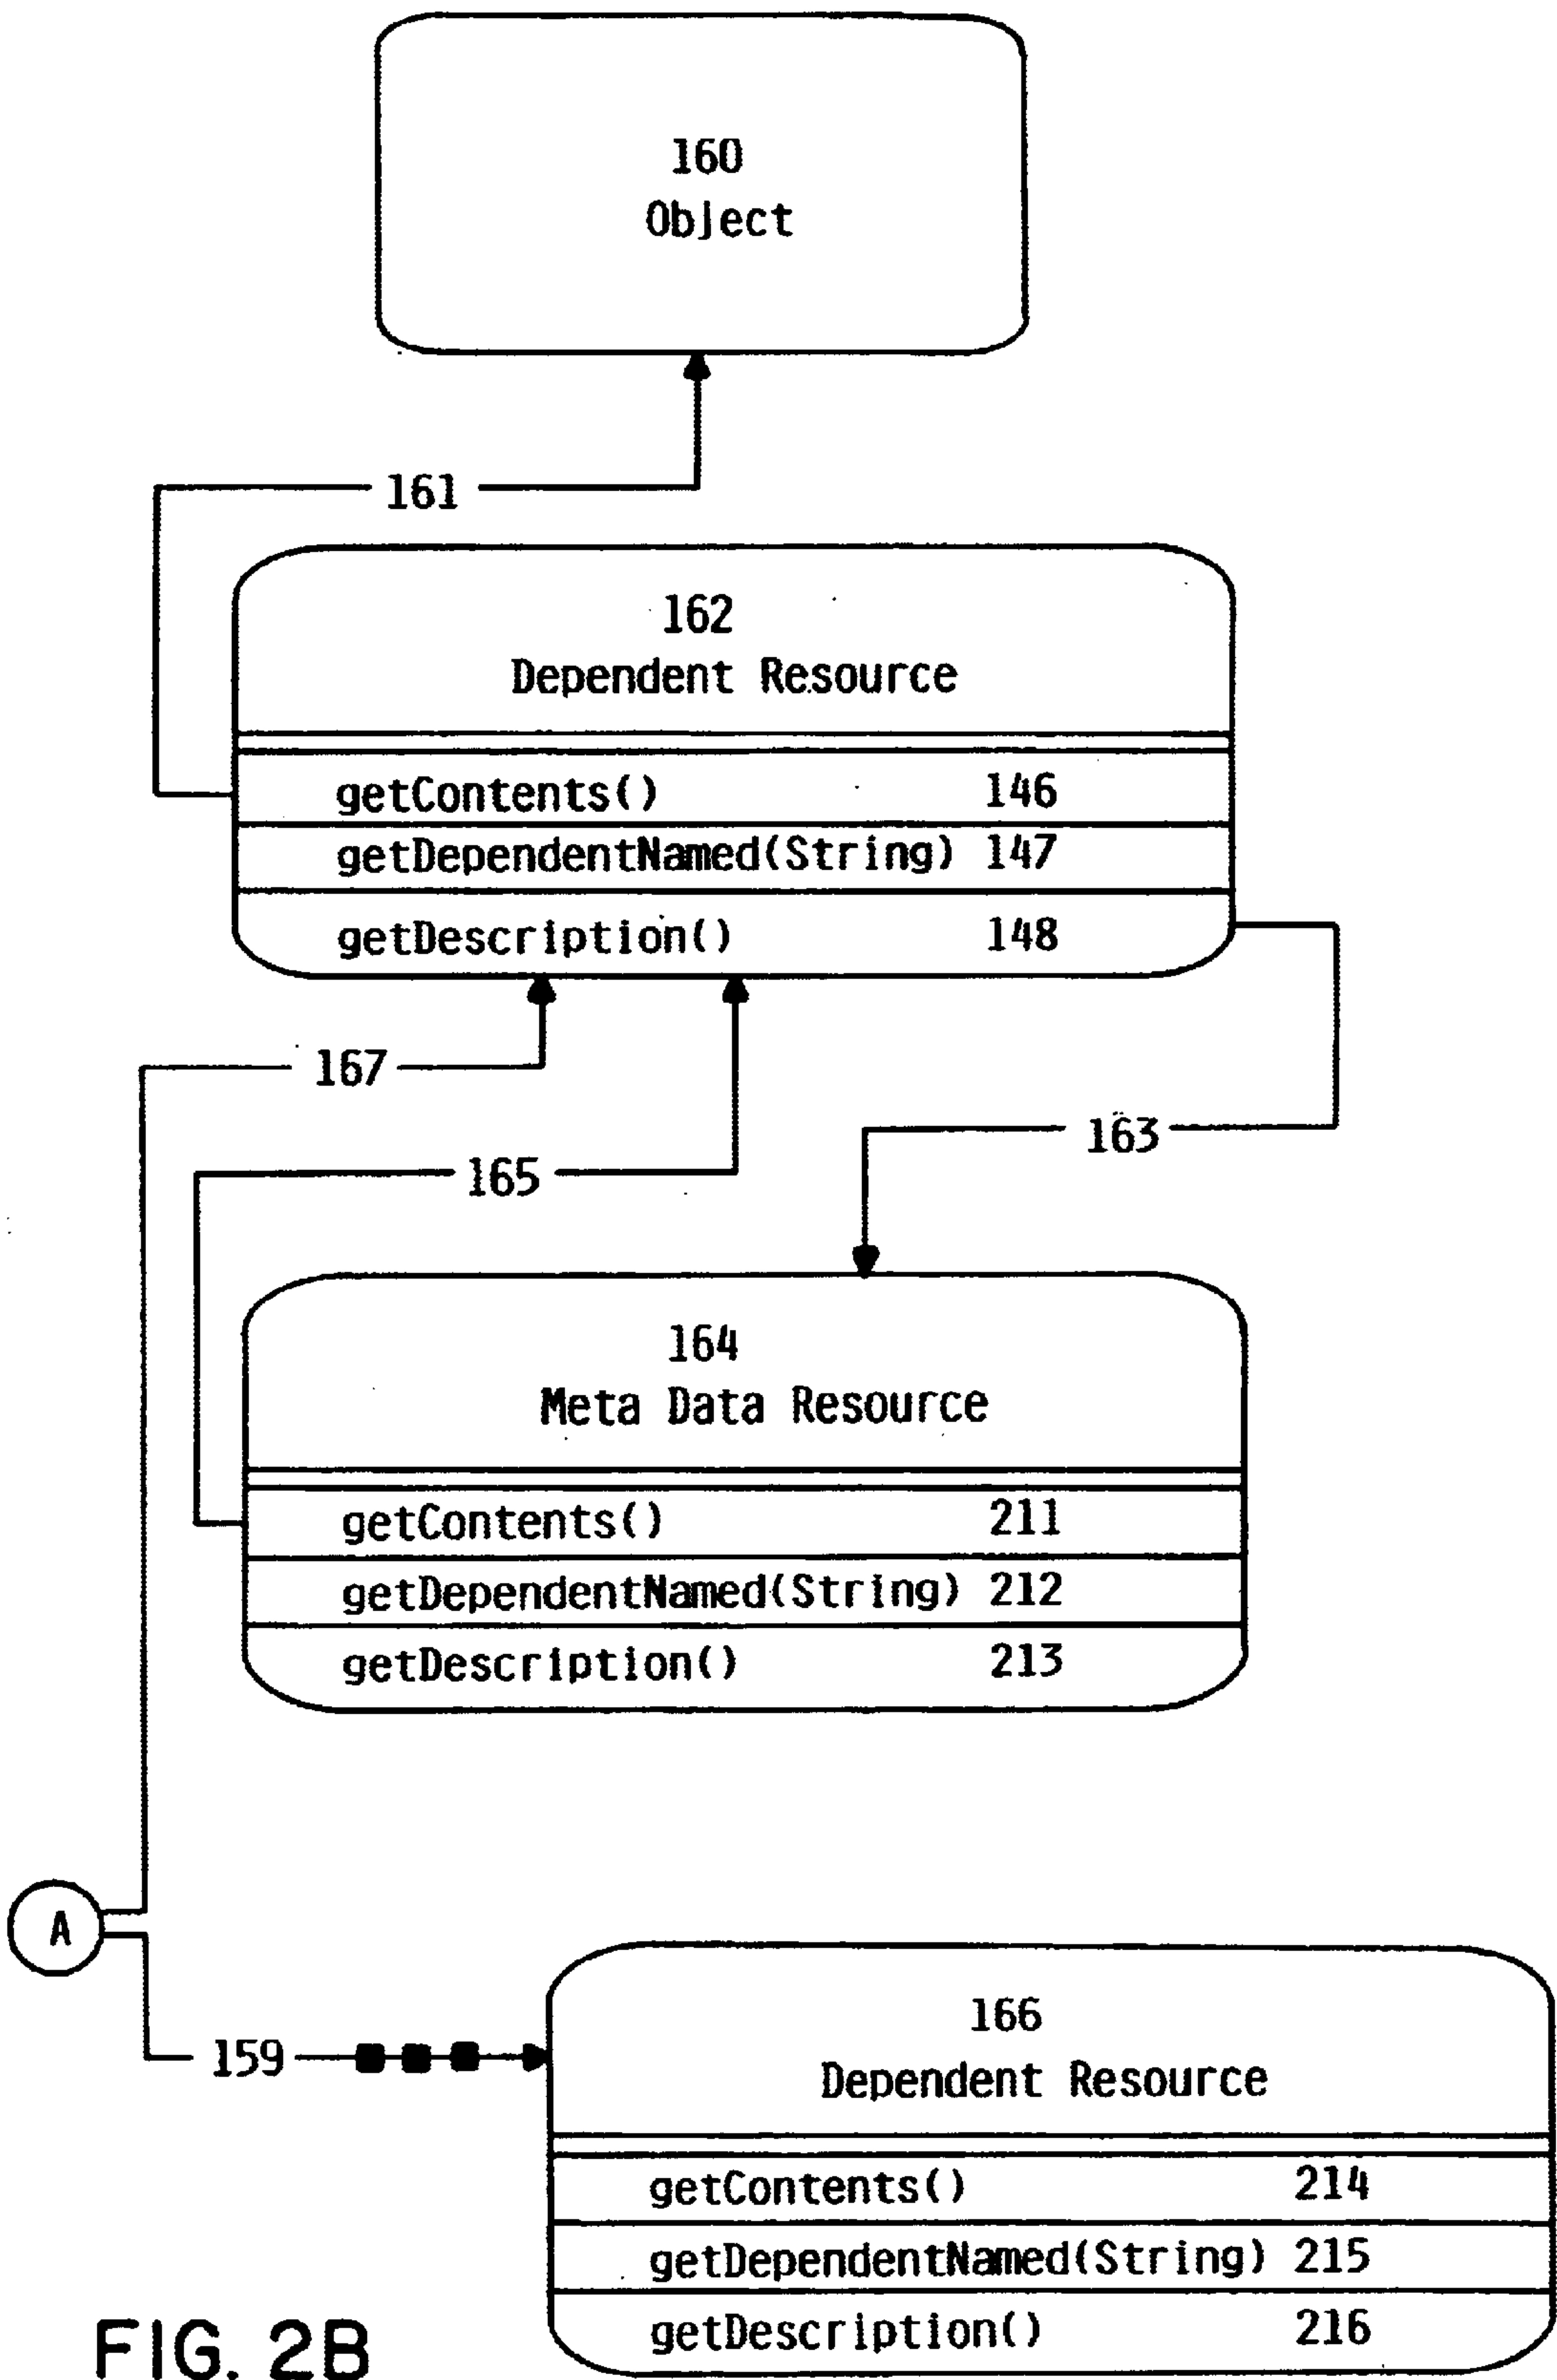 160
Object
161
162
Dependent Resource
getContents() 146
getDependentNamed(String) 147
getDescription() 148
167
163
165
164
Meta Data Resource
getContents() 211
getDependentNamed(String) 212
getDescription() 213
A
159
166
Dependent Resource
getContents() 214
getDependentNamed(String) 215
getDescription() 216
FIG. 2B